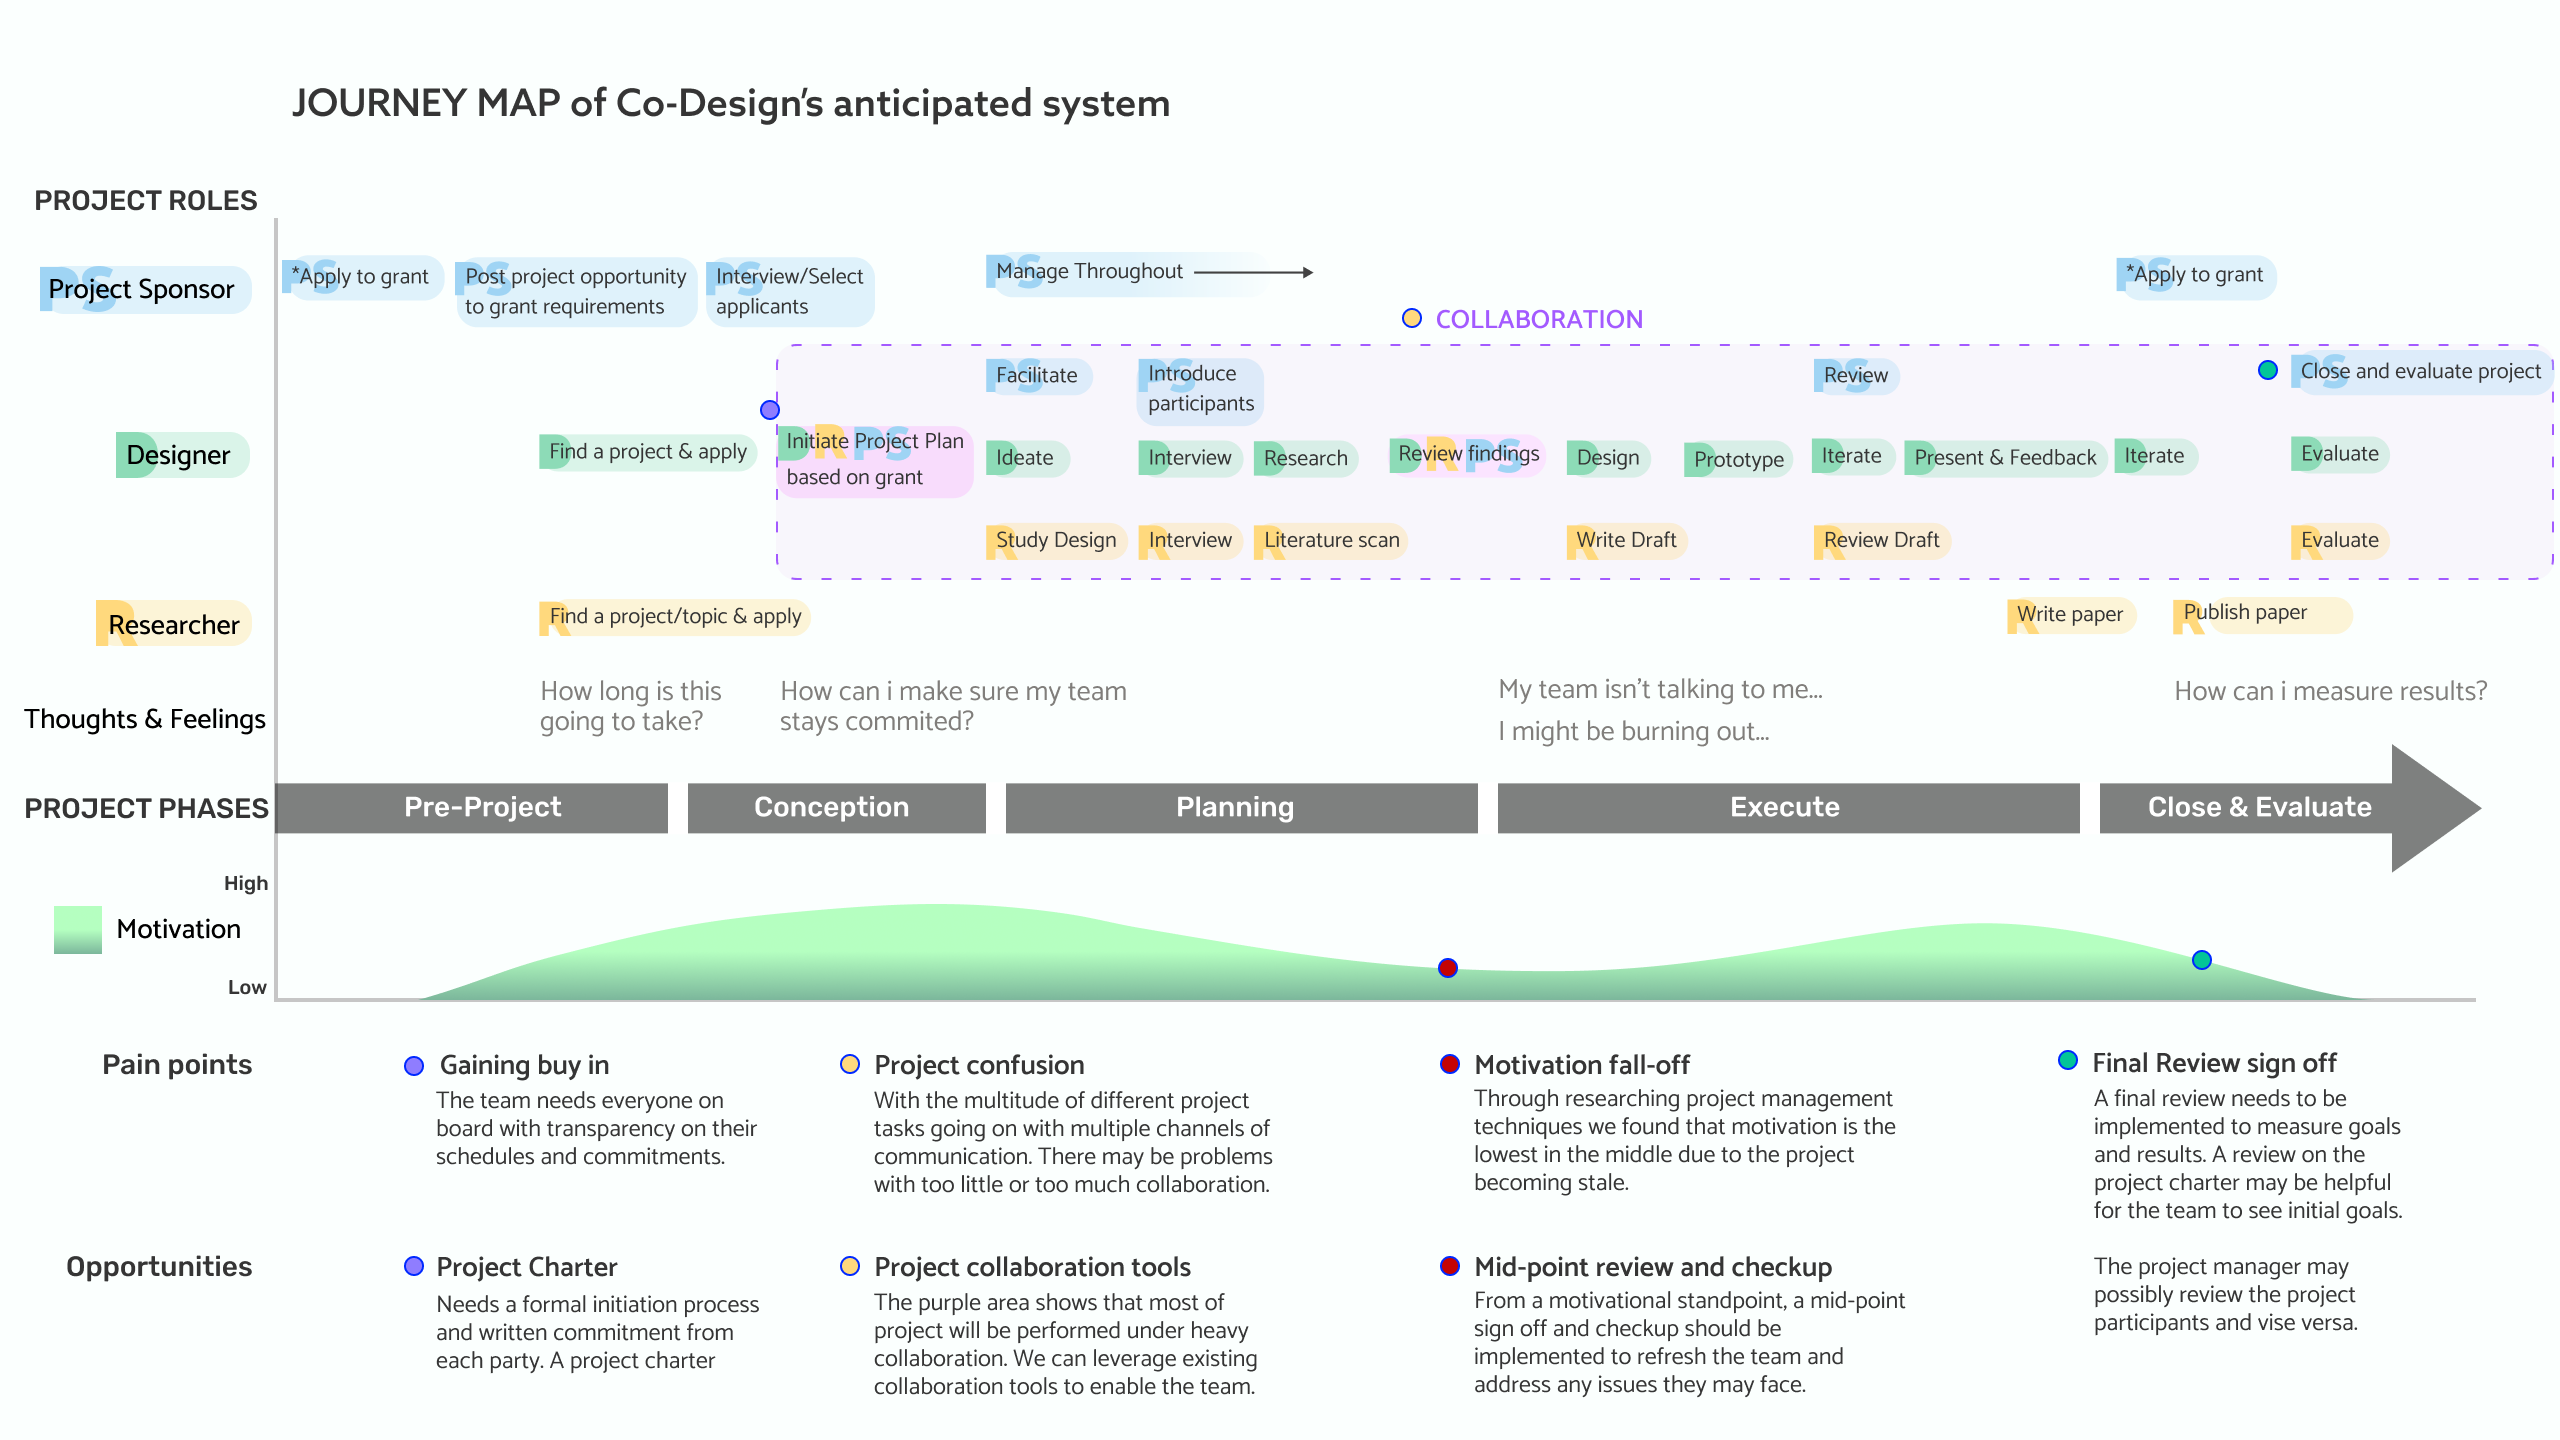 JOURNEY MAP of Co-Design's anticipated system
PROJECT ROLES
PS
Project Sponsor
PS
*Apply to grant
PS
Post project opportunity
to grant requirements
PS
Interview/Select
applicants
PS
Manage Throughout
PS
*Apply to grant
COLLABORATION
PS
Facilitate
PS
Introduce
participants
PS
Review
PS
Close and evaluate project
D
Designer
D
Find a project & apply
D R PS
Initiate Project Plan
based on grant
D
Ideate
D
Interview
D
Research
D R PS
Review findings
D
Design
D
Prototype
D
Iterate
D
Present & Feedback
D
Iterate
D
Evaluate
R
Study Design
R
Interview
R
Literature scan
R
Write Draft
R
Review Draft
R
Evaluate
R
Researcher
R
Find a project/topic & apply
R
Write paper
R
Publish paper
Thoughts & Feelings
How long is this
going to take?
How can i make sure my team
stays commited?
My team isn't talking to me...
I might be burning out...
How can i measure results?
PROJECT PHASES
Pre-Project
Conception
Planning
Execute
Close & Evaluate
High
Motivation
Low
Pain points
Gaining buy in
The team needs everyone on
board with transparency on their
schedules and commitments.
Project confusion
With the multitude of different project
tasks going on with multiple channels of
communication. There may be problems
with too little or too much collaboration.
Motivation fall-off
Through researching project management
techniques we found that motivation is the
lowest in the middle due to the project
becoming stale.
Final Review sign off
A final review needs to be
implemented to measure goals
and results. A review on the
project charter may be helpful
for the team to see initial goals.
Opportunities
Project Charter
Needs a formal initiation process
and written commitment from
each party. A project charter
Project collaboration tools
The purple area shows that most of
project will be performed under heavy
collaboration. We can leverage existing
collaboration tools to enable the team.
Mid-point review and checkup
From a motivational standpoint, a mid-point
sign off and checkup should be
implemented to refresh the team and
address any issues they may face.
The project manager may
possibly review the project
participants and vise versa.